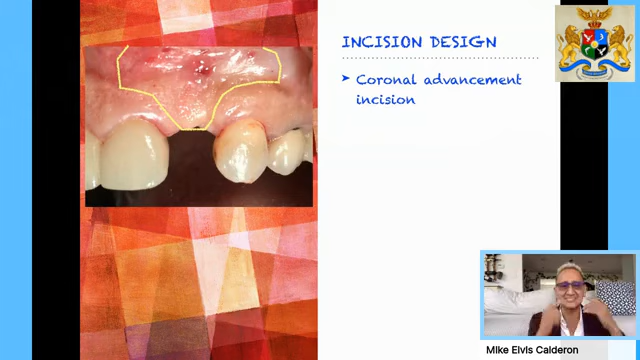 INCISION DESIGN
➤ Coronal advancement
incision
Mike Elvis Calderon